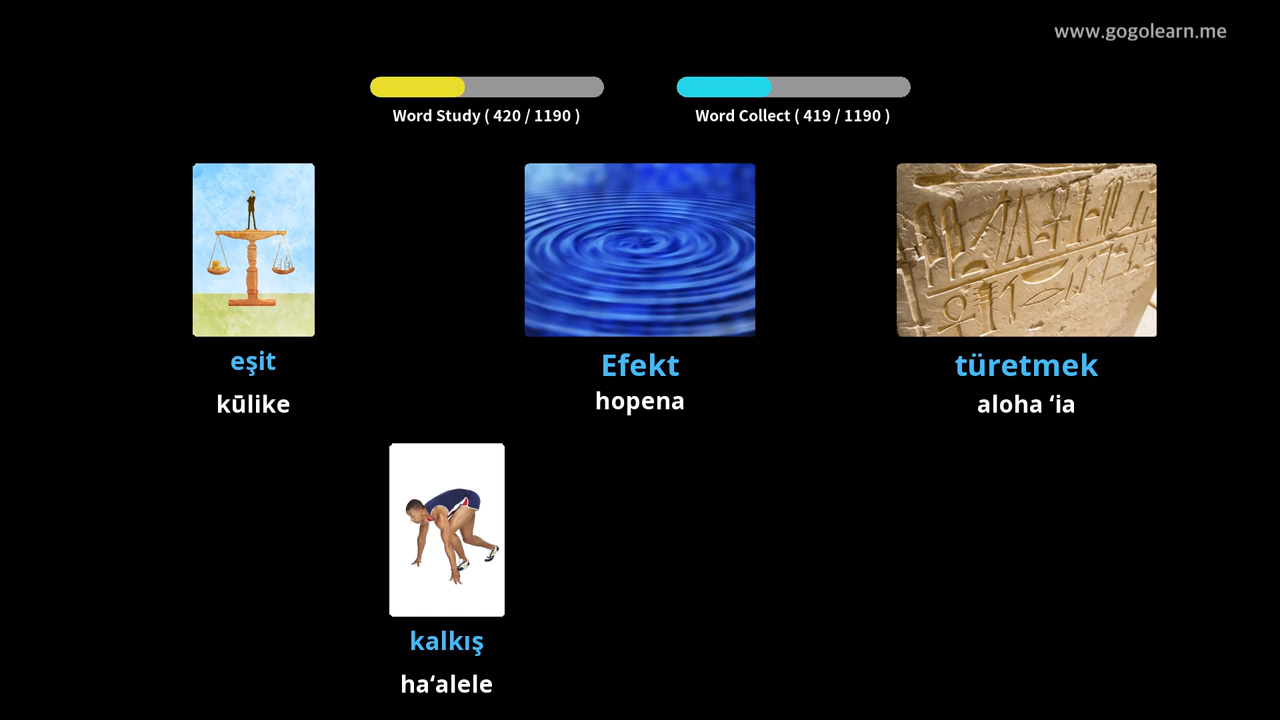 www.gogolearn.me
Word Study ( 420 / 1190 )
Word Collect ( 419 / 1190 )
eşit
kūlike
Efekt
hopena
türetmek
aloha ʻia
kalkış
haʻalele